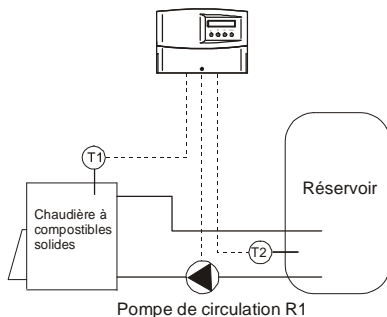 T1
Réservoir
Chaudière à
compostibles
solides
T2
Pompe de circulation R1